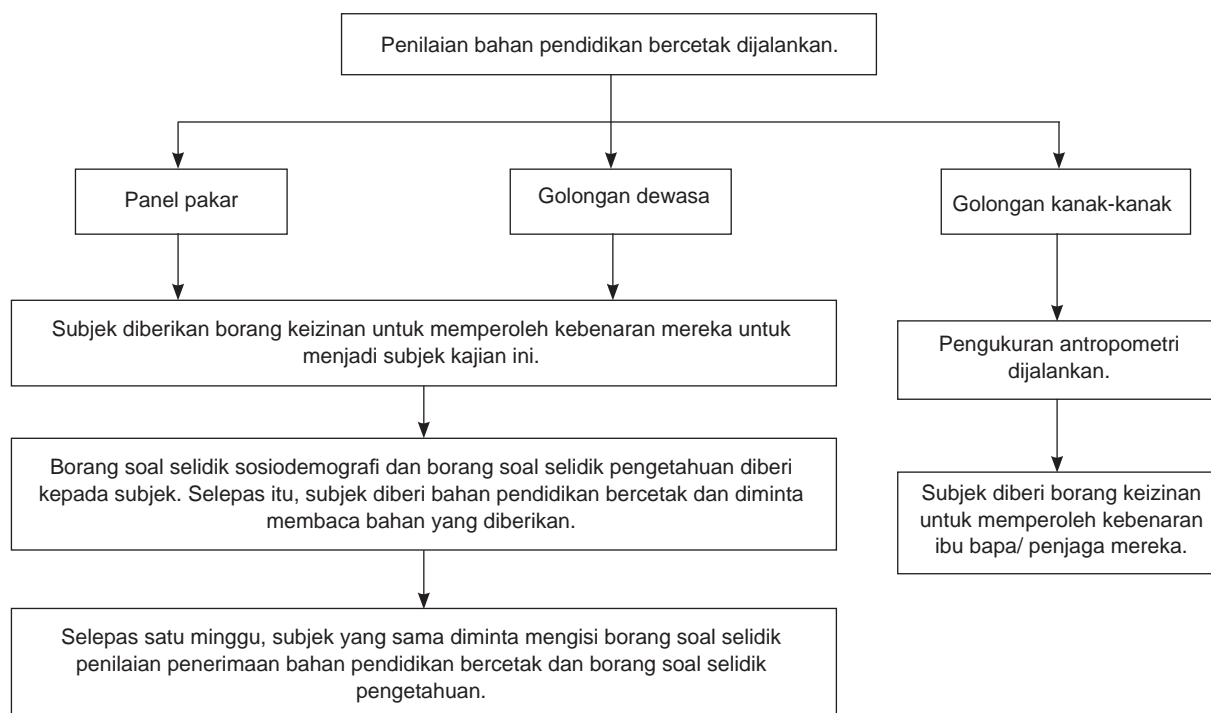 Penilaian bahan pendidikan bercetak dijalankan.
Panel pakar
Golongan dewasa
Golongan kanak-kanak
Subjek diberikan borang keizinan untuk memperoleh kebenaran mereka untuk
menjadi subjek kajian ini.
Pengukuran antropometri
dijalankan.
Borang soal selidik sosiodemografi dan borang soal selidik pengetahuan diberi
kepada subjek. Selepas itu, subjek diberi bahan pendidikan bercetak dan diminta
membaca bahan yang diberikan.
Subjek diberi borang keizinan
untuk memperoleh kebenaran
ibu bapa/ penjaga mereka.
Selepas satu minggu, subjek yang sama diminta mengisi borang soal selidik
penilaian penerimaan bahan pendidikan bercetak dan borang soal selidik
pengetahuan.